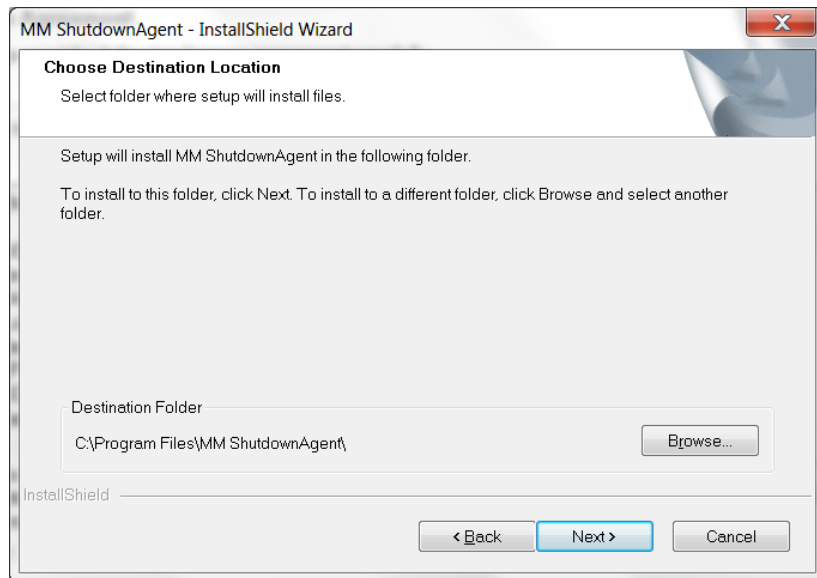 MM ShutdownAgent - InstallShield Wizard
Choose Destination Location
Select folder where setup will install files.
Setup will install MM ShutdownAgent in the following folder.
To install to this folder, click Next. To install to a different folder, click Browse and select another
folder.
Destination Folder
C:\Program Files\MM ShutdownAgent\
Browse...
InstallShield
< Back
Next >
Cancel